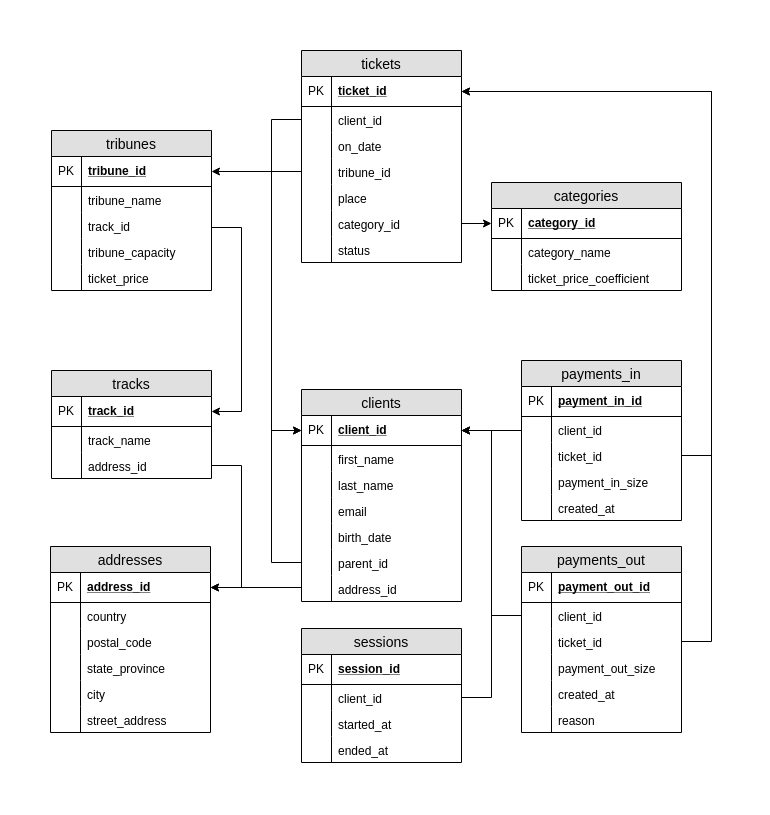 tickets
PK ticket_id
client_id
on_date
tribune_id
place
category_id
status
tribunes
PK tribune_id
tribune_name
track_id
tribune_capacity
ticket_price
categories
PK category_id
category_name
ticket_price_coefficient
tracks
PK track_id
track_name
address_id
clients
PK client_id
first_name
last_name
email
birth_date
parent_id
address_id
payments_in
PK payment_in_id
client_id
ticket_id
payment_in_size
created_at
addresses
PK address_id
country
postal_code
state_province
city
street_address
sessions
PK session_id
client_id
started_at
ended_at
payments_out
PK payment_out_id
client_id
ticket_id
payment_out_size
created_at
reason